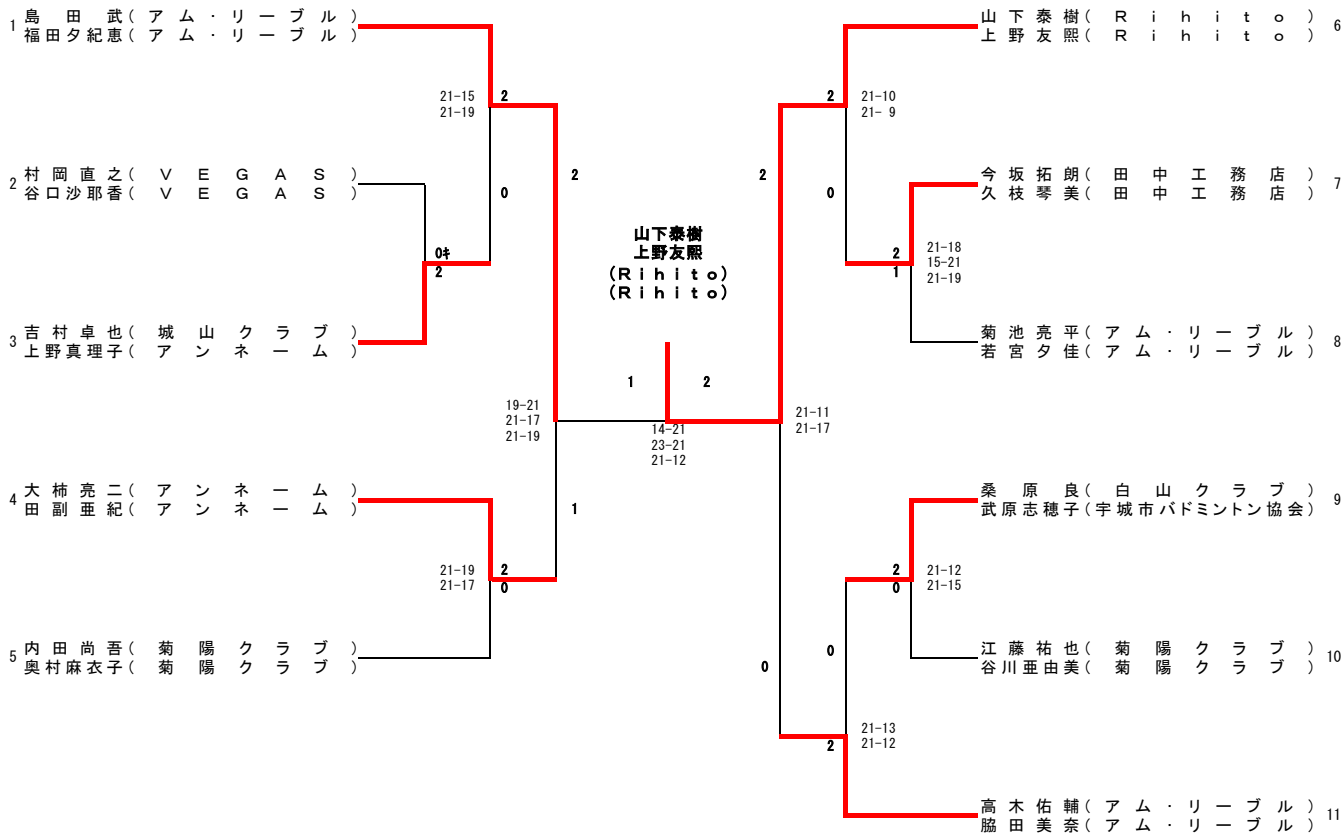 1 島田武(アム・リーブル)
福田夕紀恵(アム・リーブル)
21-15 2
21-19
2 村岡直之(VEGAS)
谷口沙耶香(VEGAS)
2
0
0キ
2
3 吉村卓也(城山クラブ)
上野真理子(アンネーム)
19-21
21-17
21-19
4 大柿亮二(アンネーム)
田副亜紀(アンネーム)
1
21-19 2
21-17 0
5 内田尚吾(菊陽クラブ)
奥村麻衣子(菊陽クラブ)
山下泰樹
上野友熙
(Rihito)
(Rihito)
1 2
14-21
23-21
21-12
山下泰樹(Rihito) 6
上野友熙(Rihito)
2 21-10
21- 9
2
0
今坂拓朗(田中工務店) 7
久枝琴美(田中工務店)
2 21-18
1 15-21
21-19
菊池亮平(アム・リーブル) 8
若宮夕佳(アム・リーブル)
21-11
21-17
桑原良(白山クラブ) 9
武原志穂子(宇城市バドミントン協会)
2 21-12
0 21-15
江藤祐也(菊陽クラブ) 10
谷川亜由美(菊陽クラブ)
0
0
21-13
2 21-12
高木佑輔(アム・リーブル) 11
脇田美奈(アム・リーブル)